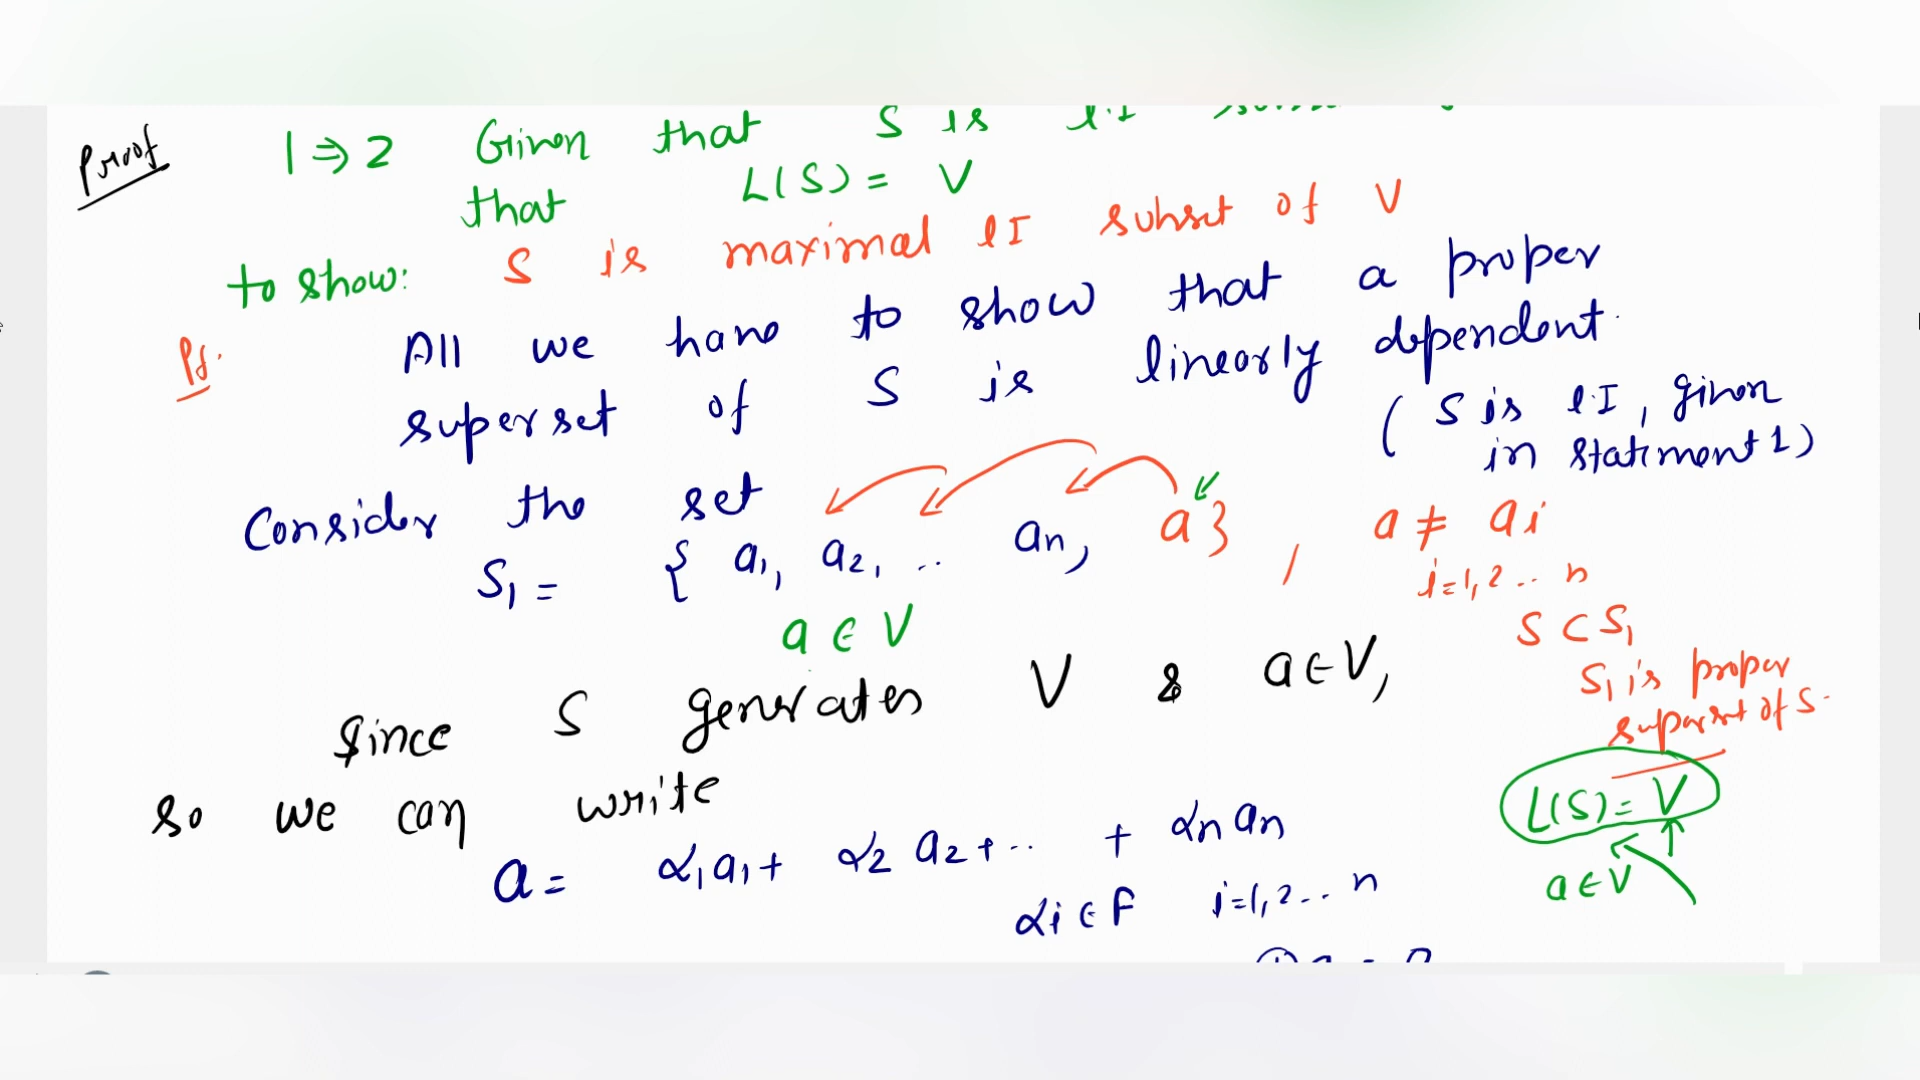 Proof 1 ⇒ 2 Given that S is l.I
that L(S) = V
to show: S is maximal lI subset of V
Pf. All we have to show that a proper
superset of S is linearly dependent.
( S is l.I, given
in statement 1)
Consider the set
S₁ = { a₁, a₂, .. aₙ, a } , a ≠ aᵢ
i=1,2 .. n
a ∈ V
S ⊂ S₁
S₁ is proper
superset of S.
Since S generates V & a∈V,
so we can write
L(S) = V
a ∈ V
a = α₁a₁+ α₂ a₂+ .. + αₙ aₙ
αᵢ ∈ F i=1,2 .. n